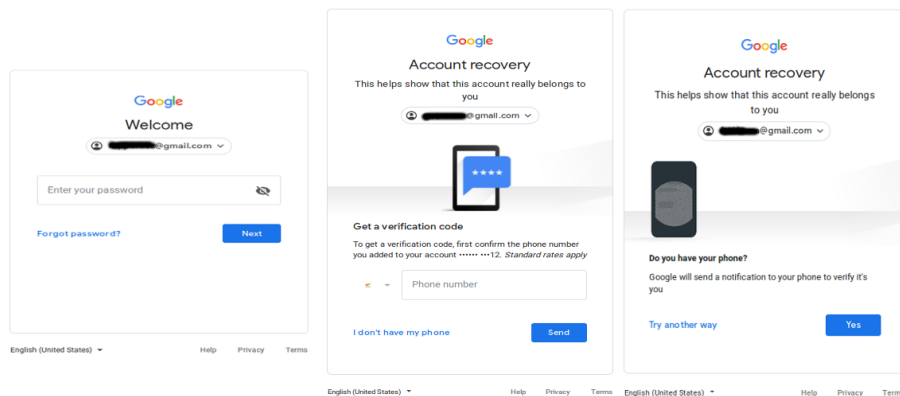 Google
Welcome
@gmail.com
Enter your password
Forgot password?
Next
English (United States)
Help
Privacy
Terms
Google
Account recovery
This helps show that this account really belongs to
you
@gmail.com
****
Get a verification code
To get a verification code, first confirm the phone number
you added to your account •••••• •••12. Standard rates apply
Phone number
I don't have my phone
Send
English (United States)
Help
Privacy
Terms
Google
Account recovery
This helps show that this account really belongs
to you
@gmail.com
Do you have your phone?
Google will send a notification to your phone to verify it's
you
Try another way
Yes
English (United States)
Help
Privacy
Term